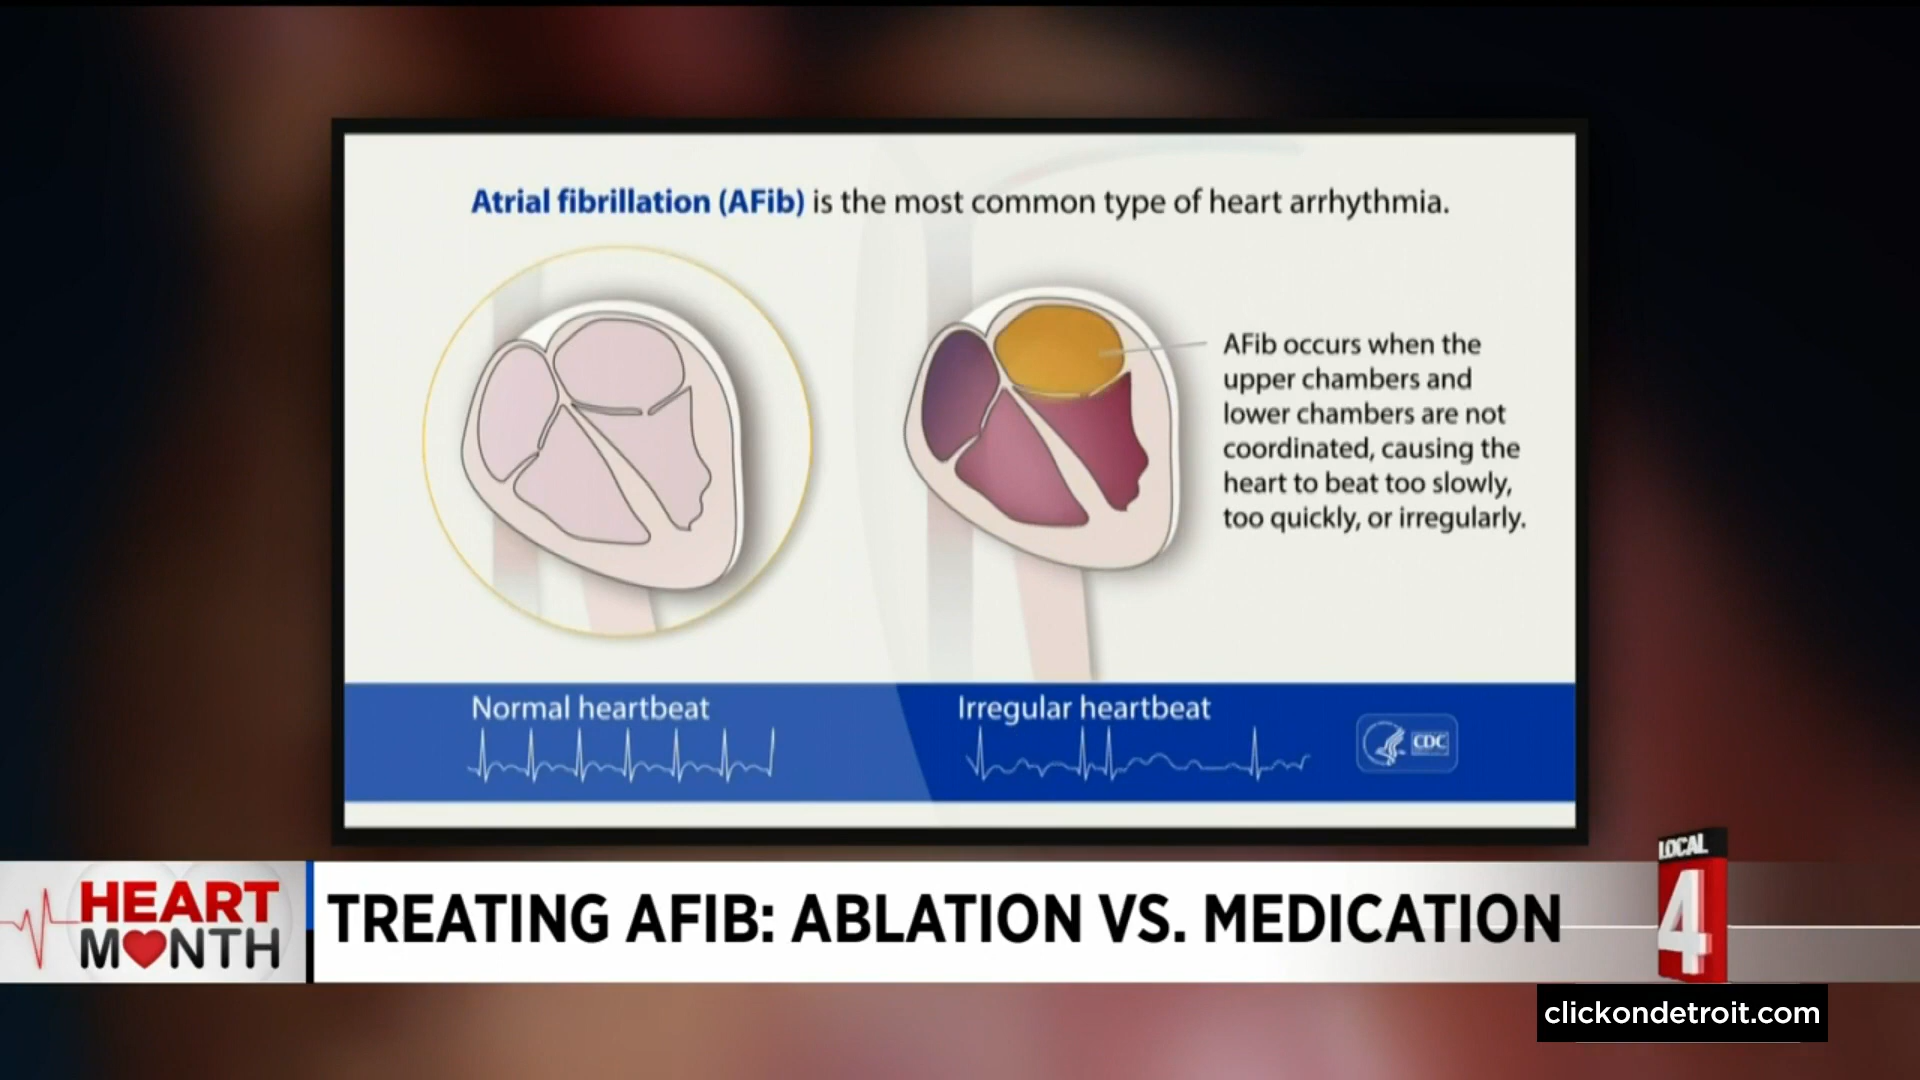 Atrial fibrillation (AFib) is the most common type of heart arrhythmia.
AFib occurs when the
upper chambers and
lower chambers are not
coordinated, causing the
heart to beat too slowly,
too quickly, or irregularly.
Normal heartbeat
Irregular heartbeat
CDC
HEART
MONTH
TREATING AFIB: ABLATION VS. MEDICATION
LOCAL
4
clickondetroit.com